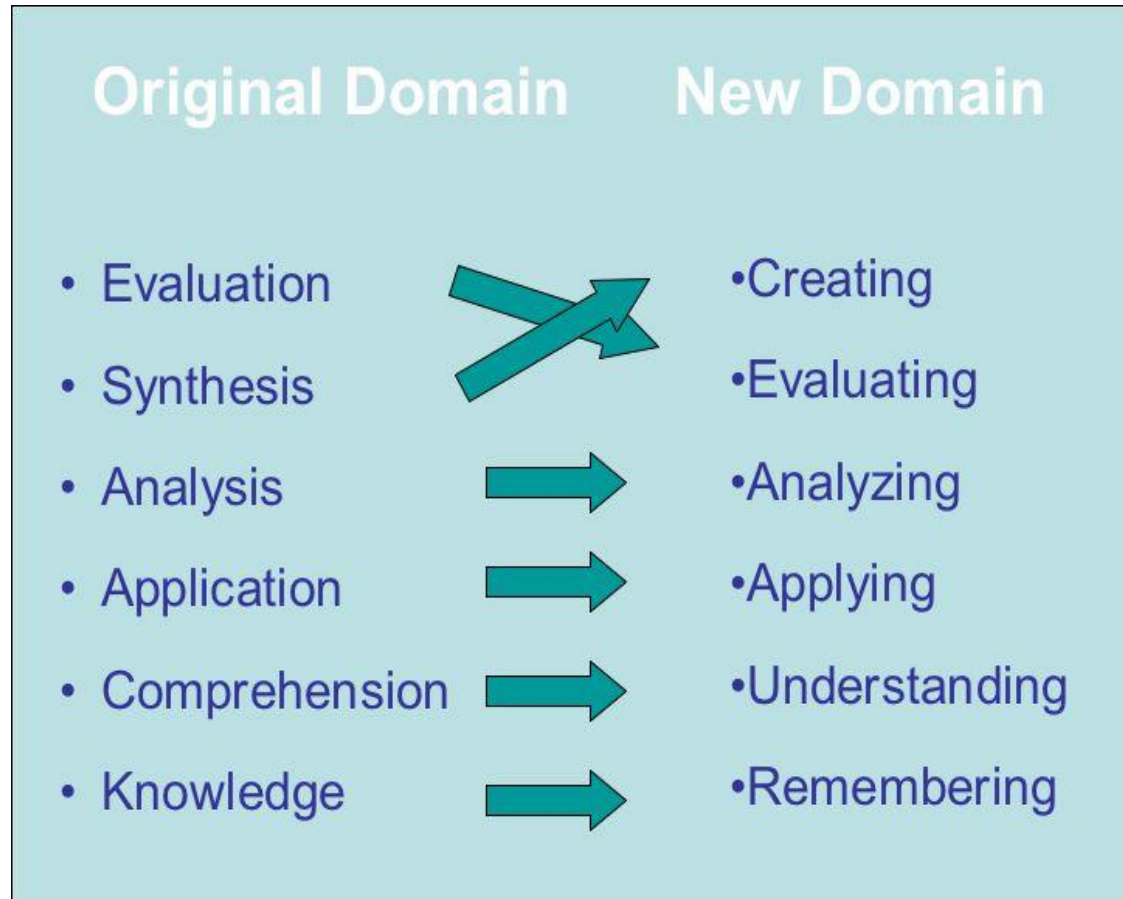 Original Domain New Domain
• Evaluation •Creating
• Synthesis •Evaluating
• Analysis •Analyzing
• Application •Applying
• Comprehension •Understanding
• Knowledge •Remembering